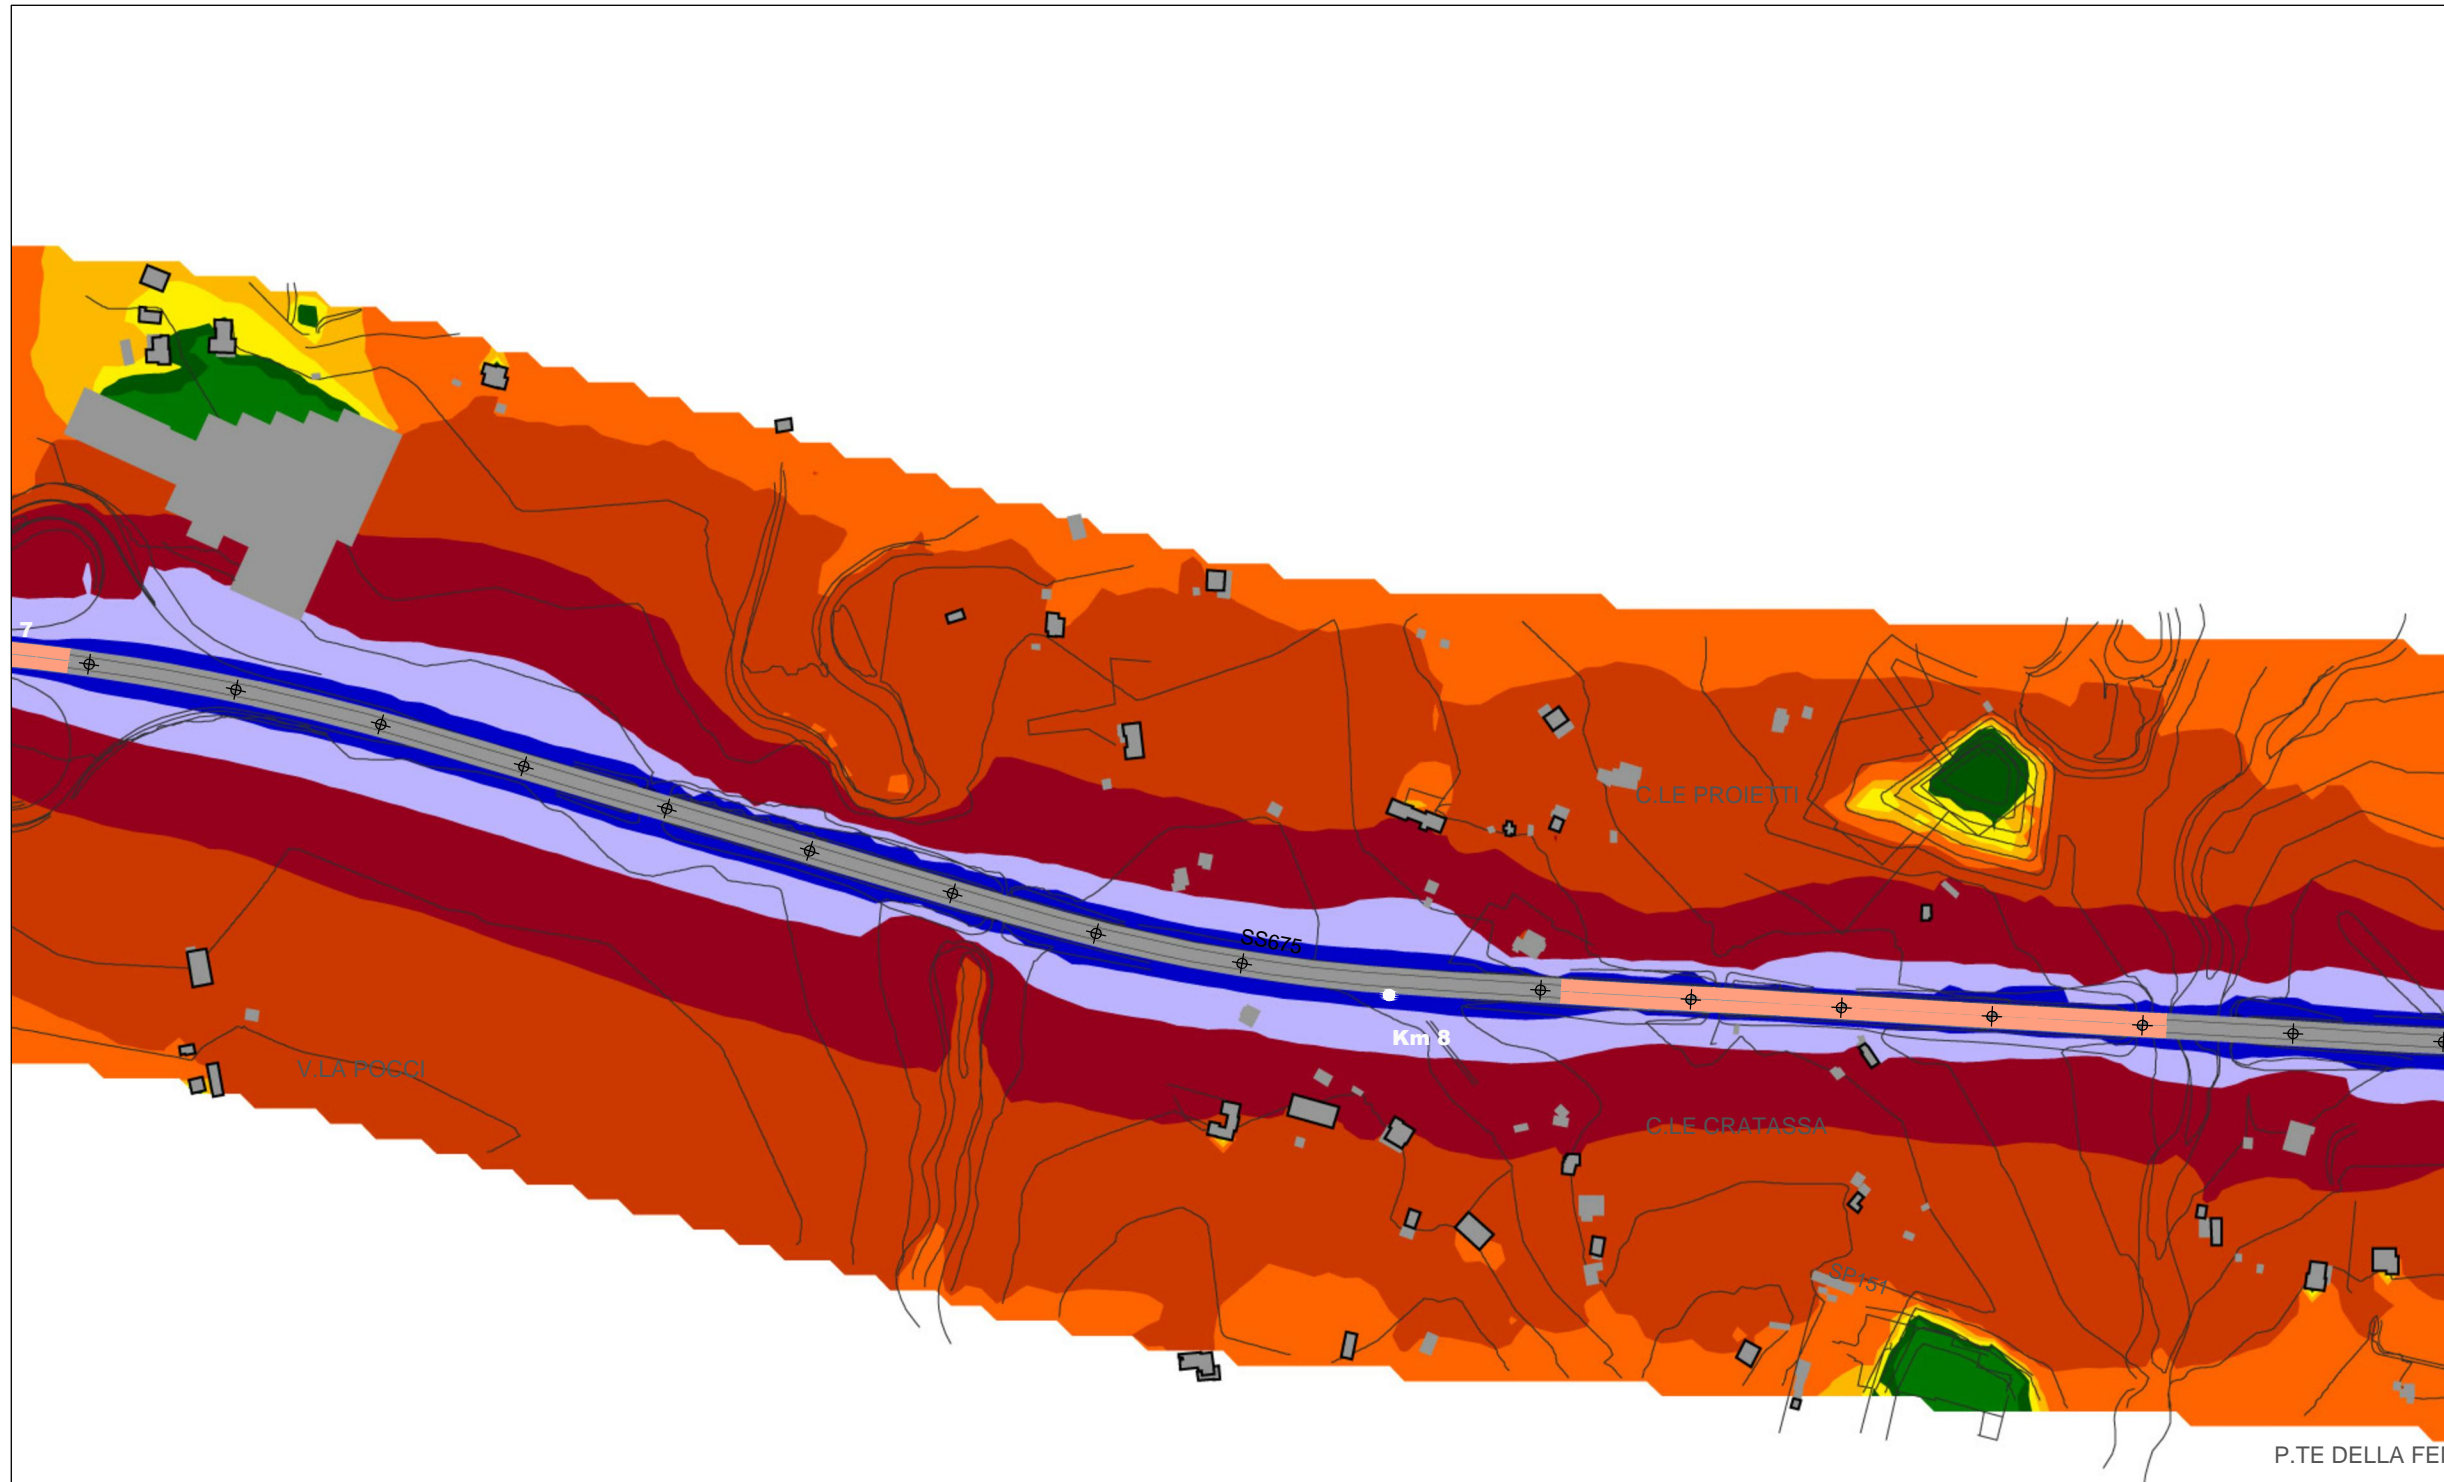 7
C.LE PROIETTI
SS675
Km 8
V.LA POCCI
C.LE CRATASSA
SP151
P.TE DELLA FE